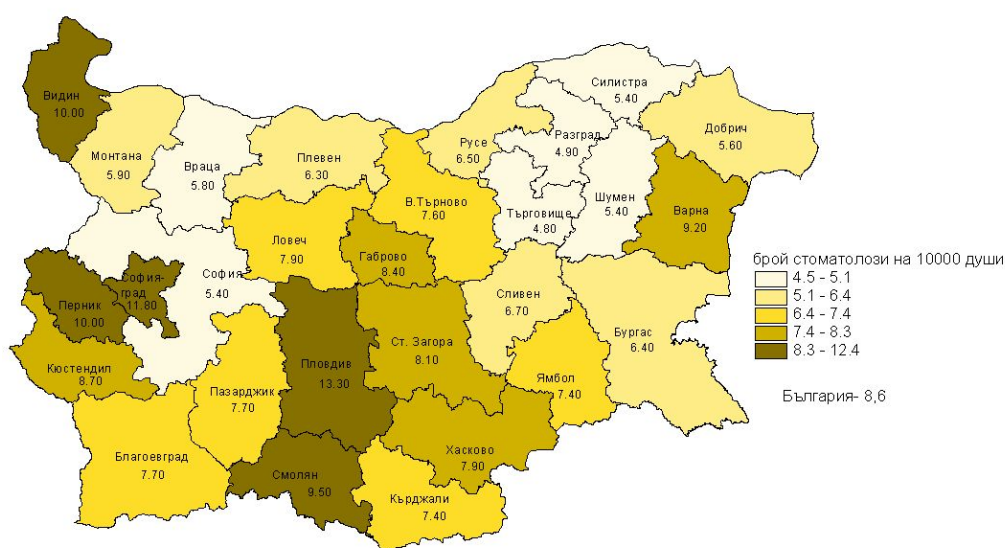 Видин
10.00
Монтана
5.90
Враца
5.80
Плевен
6.30
Русе
6.50
Силистра
5.40
Разград
4.90
Добрич
5.60
В.Търново
7.60
Търговище
4.80
Шумен
5.40
Варна
9.20
Ловеч
7.90
Габрово
8.40
София-
град
11.80
София
5.40
Перник
10.00
Кюстендил
8.70
Сливен
6.70
Бургас
6.40
Ст. Загора
8.10
Пловдив
13.30
Пазарджик
7.70
Ямбол
7.40
Благоевград
7.70
Хасково
7.90
Смолян
9.50
Кърджали
7.40
брой стоматолози на 10000 души
4.5 - 5.1
5.1 - 6.4
6.4 - 7.4
7.4 - 8.3
8.3 - 12.4
България- 8,6